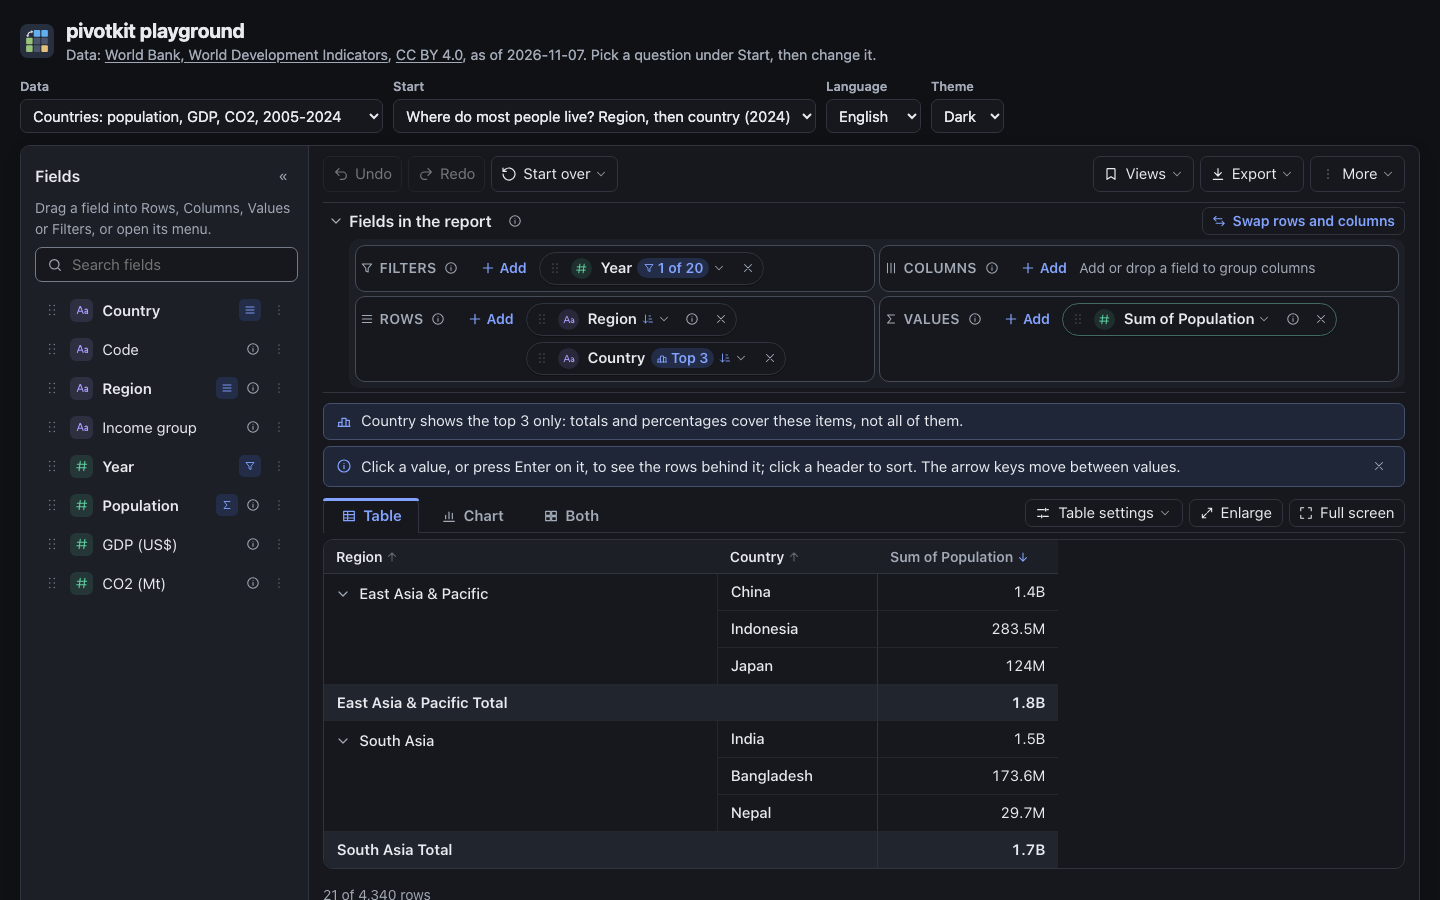 pivotkit playground
Data: World Bank, World Development Indicators, CC BY 4.0, as of 2026-11-07. Pick a question under Start, then change it.
Data
Start
Language
Theme
Countries: population, GDP, CO2, 2005-2024
Where do most people live? Region, then country (2024)
English
Dark
Fields
«
Drag a field into Rows, Columns, Values
or Filters, or open its menu.
Search fields
Aa Country
Aa Code
Aa Region
Aa Income group
# Year
# Population Σ
# GDP (US$)
# CO2 (Mt)
Undo
Redo
Start over
Views
Export
More
Fields in the report
Swap rows and columns
FILTERS + Add # Year 1 of 20
COLUMNS + Add Add or drop a field to group columns
ROWS + Add Aa Region
Aa Country Top 3
Σ VALUES + Add # Sum of Population
Country shows the top 3 only: totals and percentages cover these items, not all of them.
Click a value, or press Enter on it, to see the rows behind it; click a header to sort. The arrow keys move between values.
Table
Chart
Both
Table settings
Enlarge
Full screen
Region ↑ Country ↑ Sum of Population ↓
East Asia & Pacific China 1.4B
Indonesia 283.5M
Japan 124M
East Asia & Pacific Total 1.8B
South Asia India 1.5B
Bangladesh 173.6M
Nepal 29.7M
South Asia Total 1.7B
21 of 4,340 rows